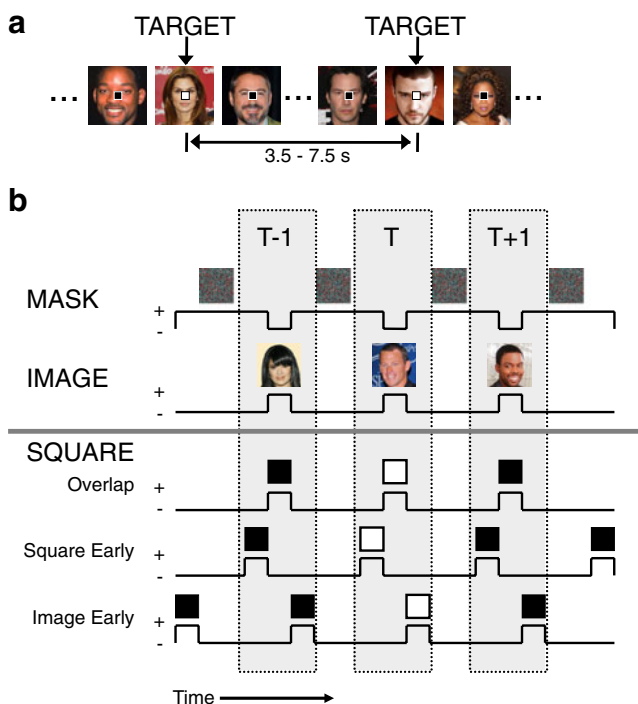 a
TARGET TARGET
... ... ...
3.5 - 7.5 s
b
T-1 T T+1
MASK
+
-
IMAGE
+
-
SQUARE
Overlap
+
-
Square Early
+
-
Image Early
+
-
Time